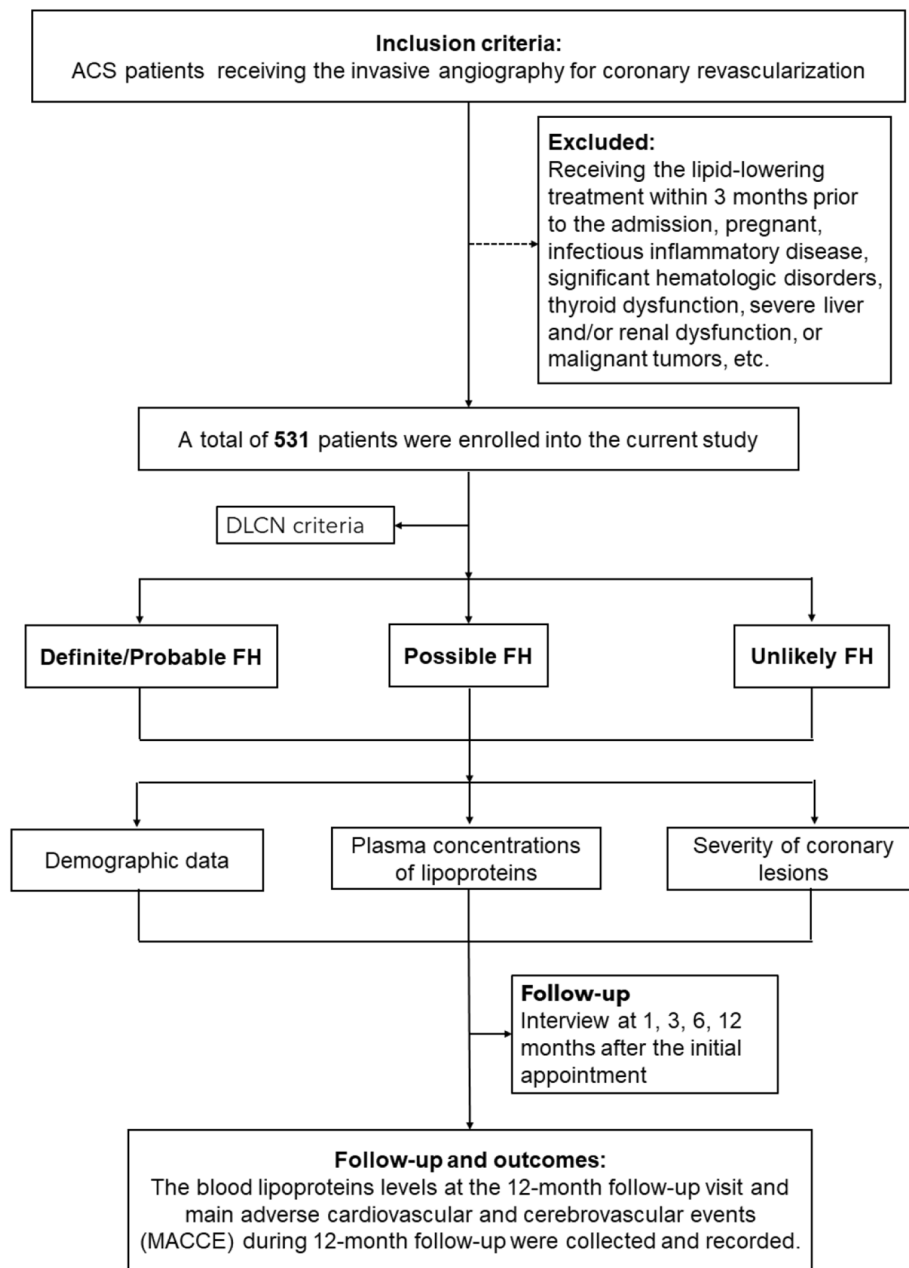 Inclusion criteria:
ACS patients receiving the invasive angiography for coronary revascularization
Excluded:
Receiving the lipid-lowering
treatment within 3 months prior
to the admission, pregnant,
infectious inflammatory disease,
significant hematologic disorders,
thyroid dysfunction, severe liver
and/or renal dysfunction, or
malignant tumors, etc.
A total of 531 patients were enrolled into the current study
DLCN criteria
Definite/Probable FH
Possible FH
Unlikely FH
Demographic data
Plasma concentrations
of lipoproteins
Severity of coronary
lesions
Follow-up
Interview at 1, 3, 6, 12
months after the initial
appointment
Follow-up and outcomes:
The blood lipoproteins levels at the 12-month follow-up visit and
main adverse cardiovascular and cerebrovascular events
(MACCE) during 12-month follow-up were collected and recorded.